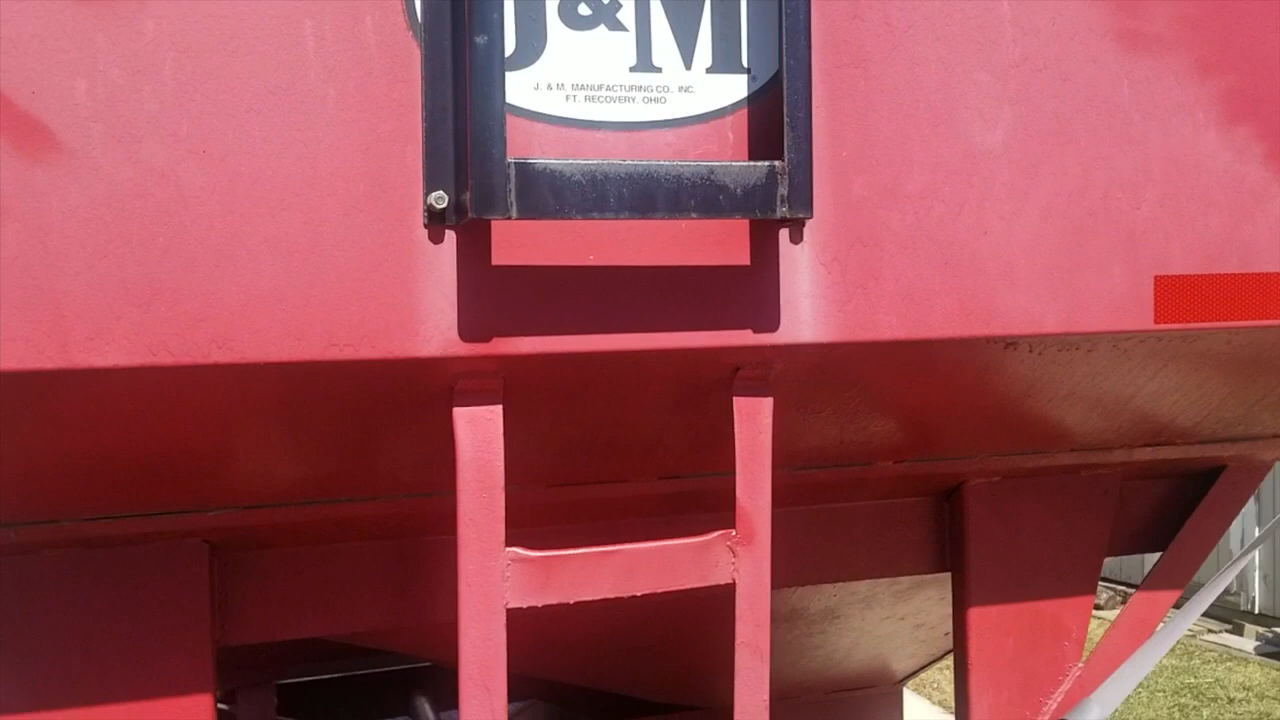 J&M
J. & M. MANUFACTURING CO., INC.
FT. RECOVERY, OHIO